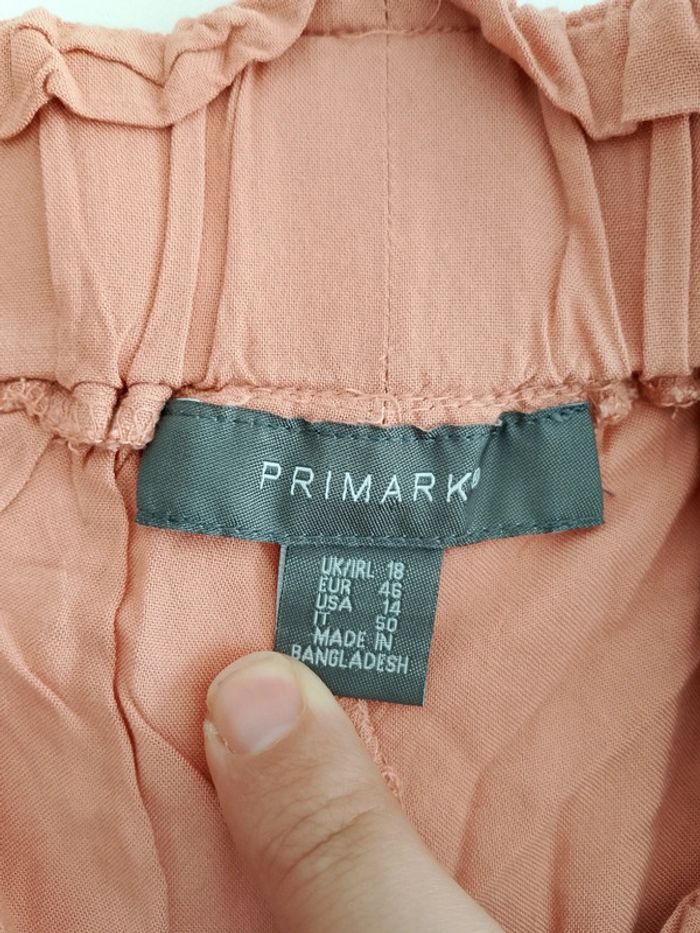 PRIMARK
UK/IRL 18
EUR 46
USA 14
IT 50
MADE IN
BANGLADESH